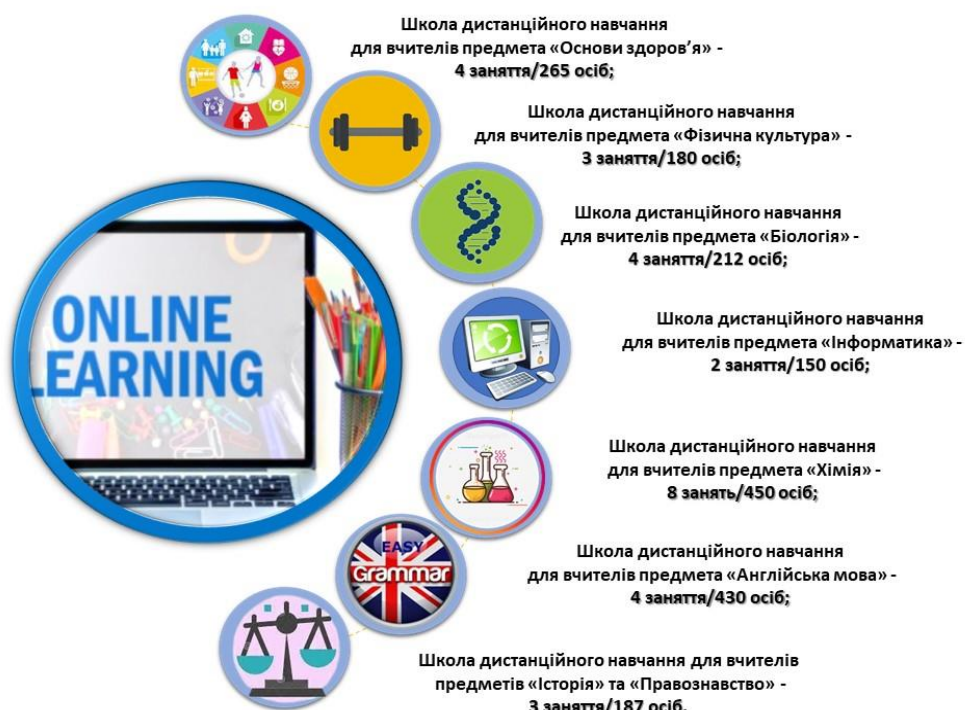 Школа дистанційного навчання
для вчителів предмета «Основи здоров’я» -
4 заняття/265 осіб;
Школа дистанційного навчання
для вчителів предмета «Фізична культура» -
3 заняття/180 осіб;
Школа дистанційного навчання
для вчителів предмета «Біологія» -
4 заняття/212 осіб;
ONLINE
LEARNING
Школа дистанційного навчання
для вчителів предмета «Інформатика» -
2 заняття/150 осіб;
Школа дистанційного навчання
для вчителів предмета «Хімія» -
8 занять/450 осіб;
EASY
Grammar
Школа дистанційного навчання
для вчителів предмета «Англійська мова» -
4 заняття/430 осіб;
Школа дистанційного навчання для вчителів
предметів «Історія» та «Правознавство» -
3 заняття/187 осіб.